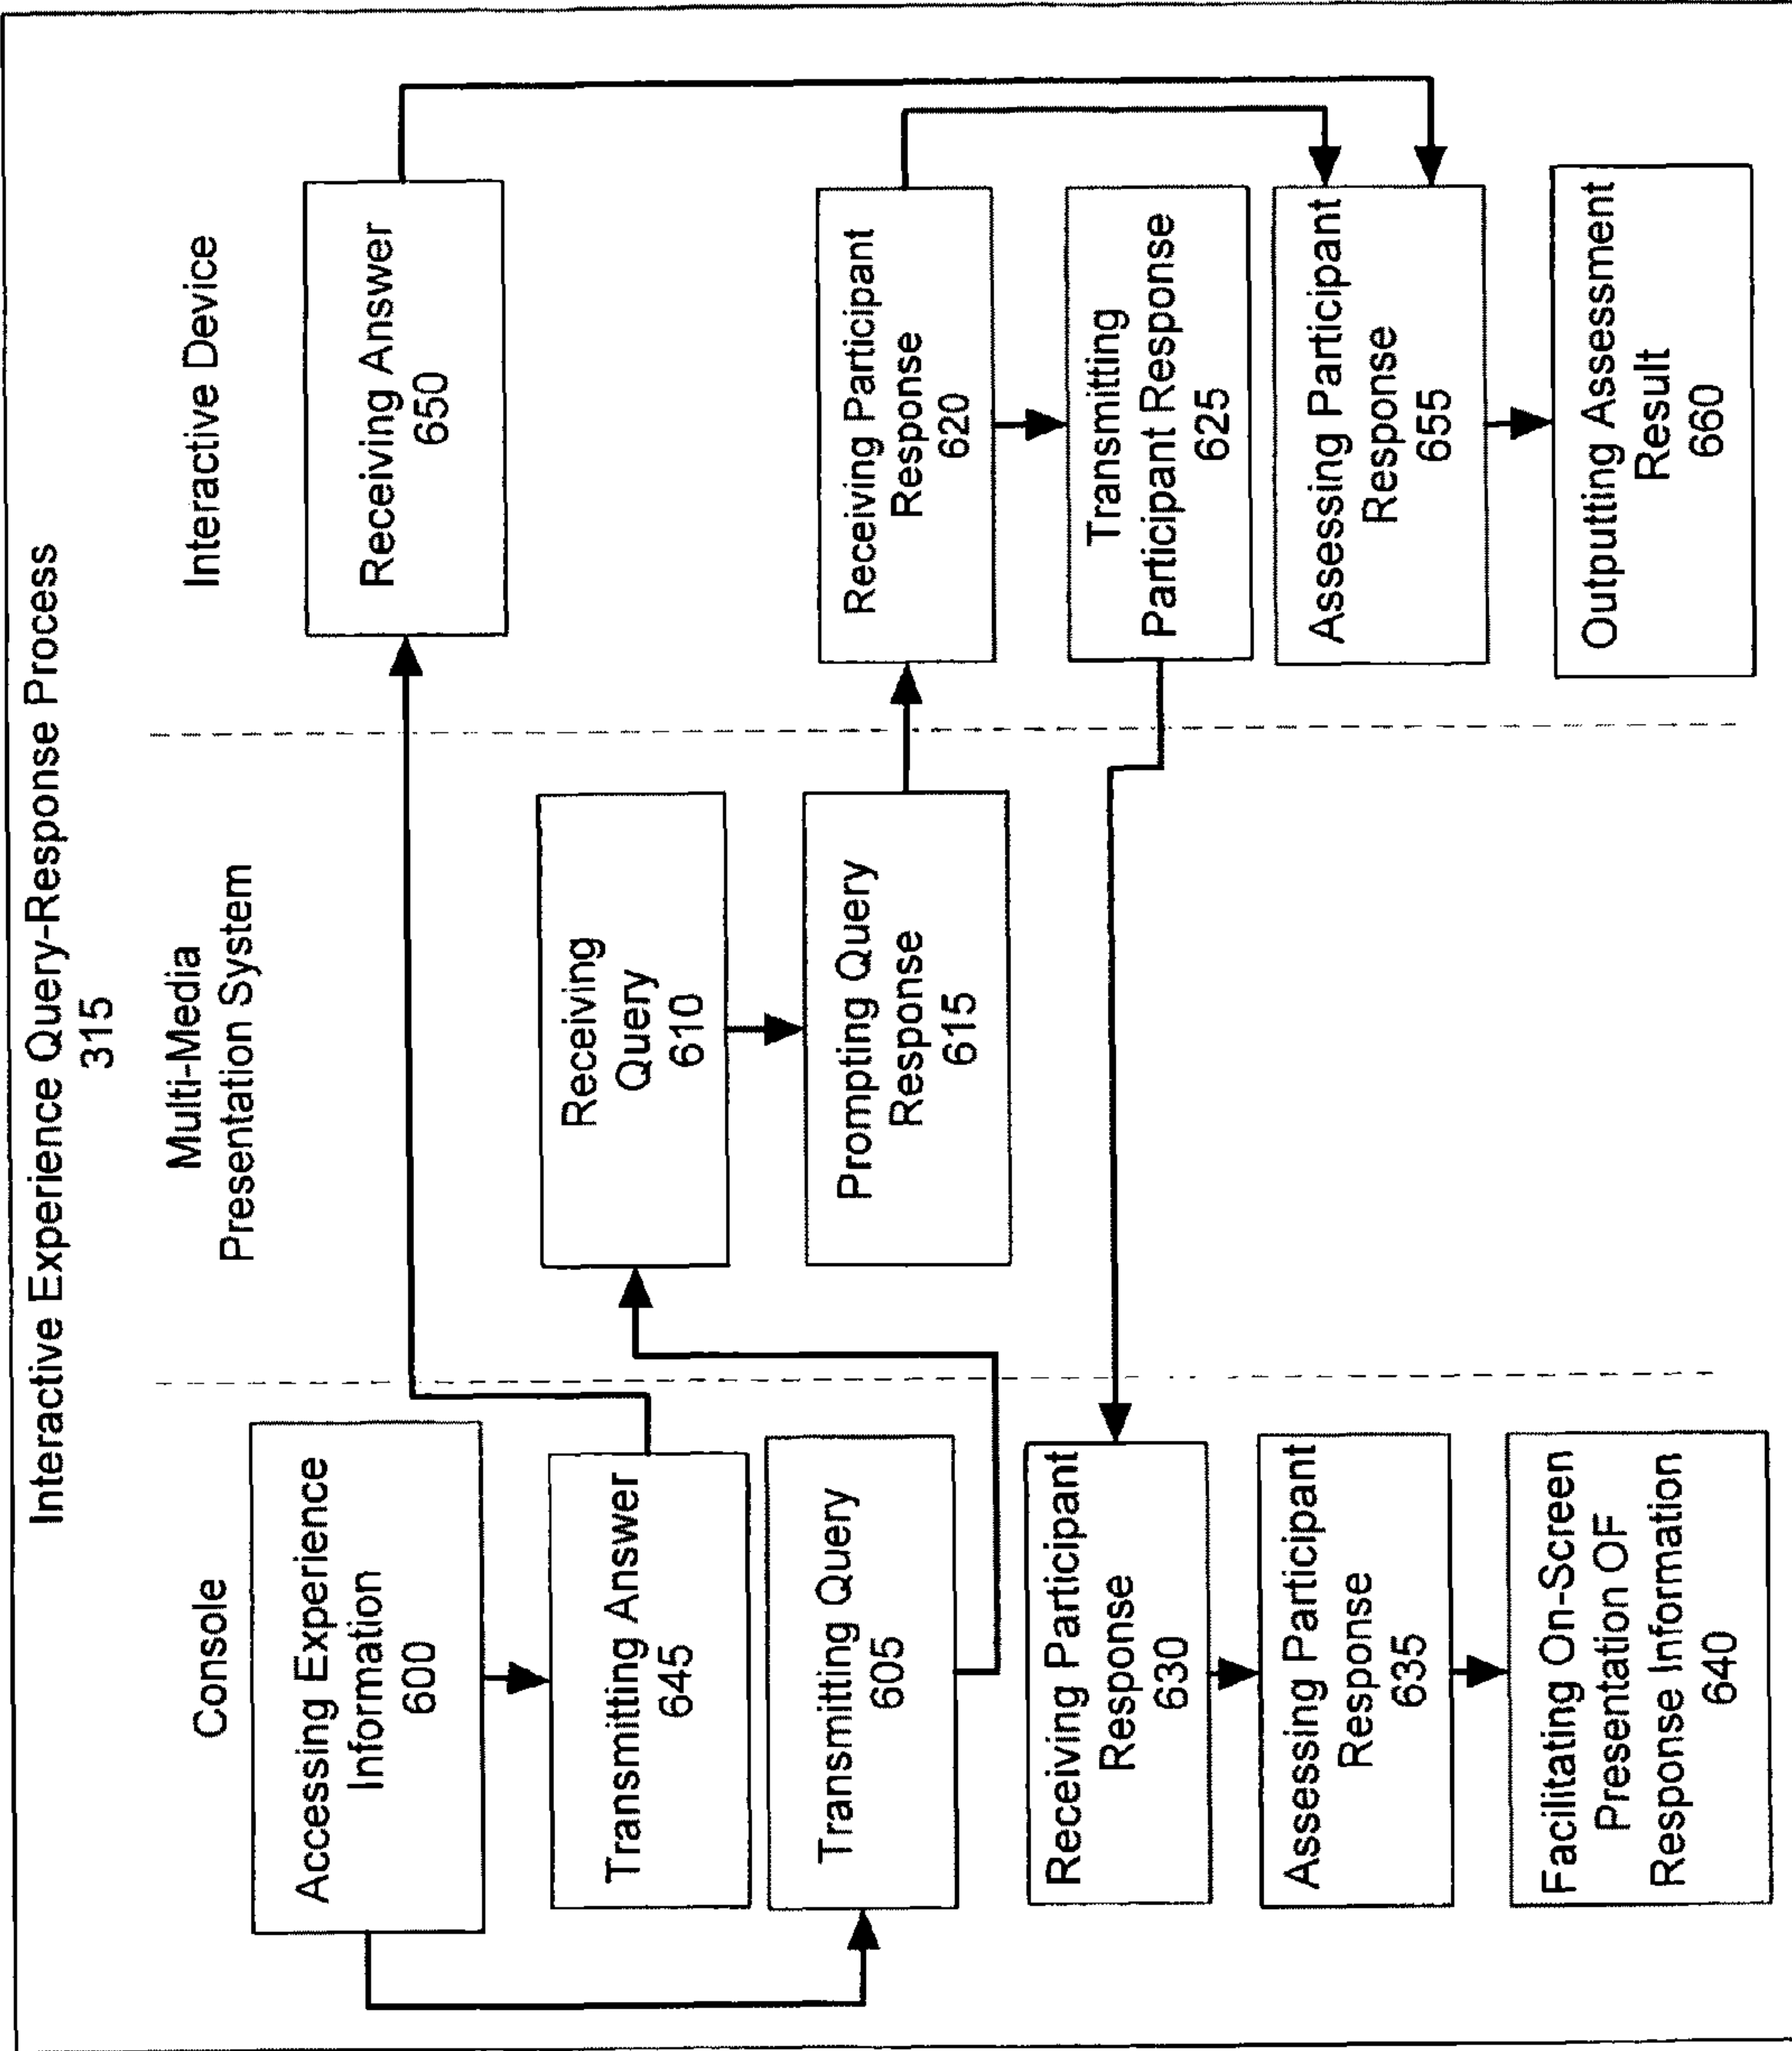 Interactive Experience Query-Response Process
315
Console
Accessing Experience
Information
600
Transmitting Answer
645
Transmitting Query
605
Receiving Participant
Response
630
Assessing Participant
Response
635
Facilitating On-Screen
Presentation OF
Response Information
640
Multi-Media
Presentation System
Receiving
Query
610
Prompting Query
Response
615
Interactive Device
Receiving Answer
650
Receiving Participant
Response
620
Transmitting
Participant Response
625
Assessing Participant
Response
655
Outputting Assessment
Result
660